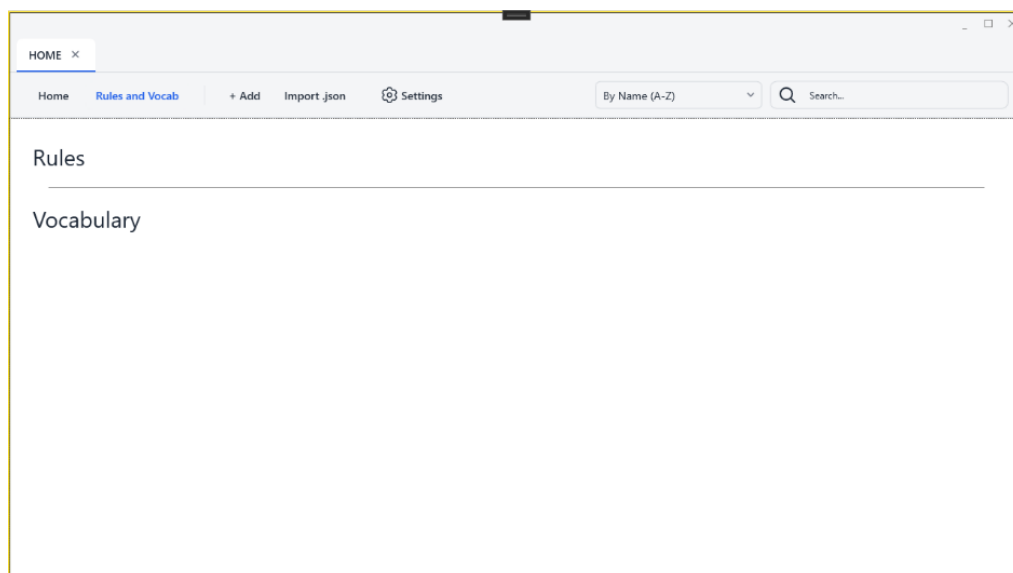 HOME
Home Rules and Vocab + Add Import .json Settings By Name (A-Z) Search...
Rules
Vocabulary